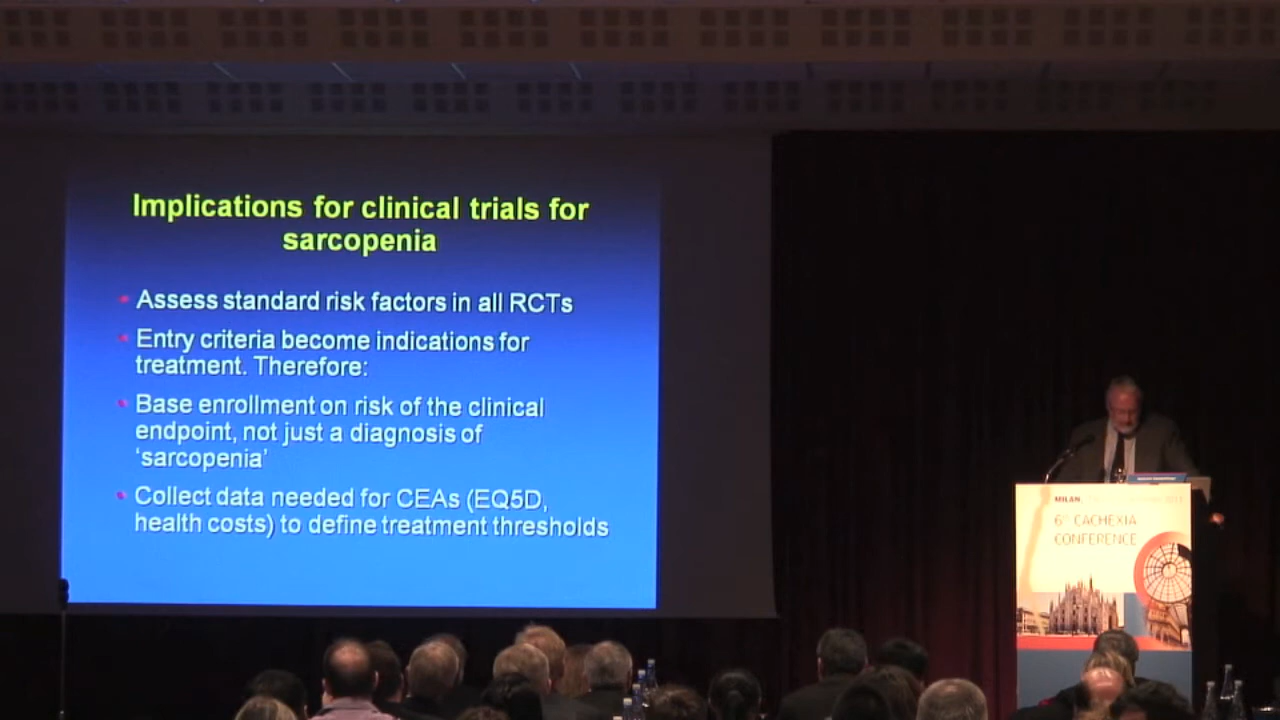 Implications for clinical trials for
sarcopenia
Assess standard risk factors in all RCTs
Entry criteria become indications for
treatment. Therefore:
Base enrollment on risk of the clinical
endpoint, not just a diagnosis of
‘sarcopenia’
Collect data needed for CEAs (EQ5D,
health costs) to define treatment thresholds
MILAN
6th CACHEXIA
CONFERENCE